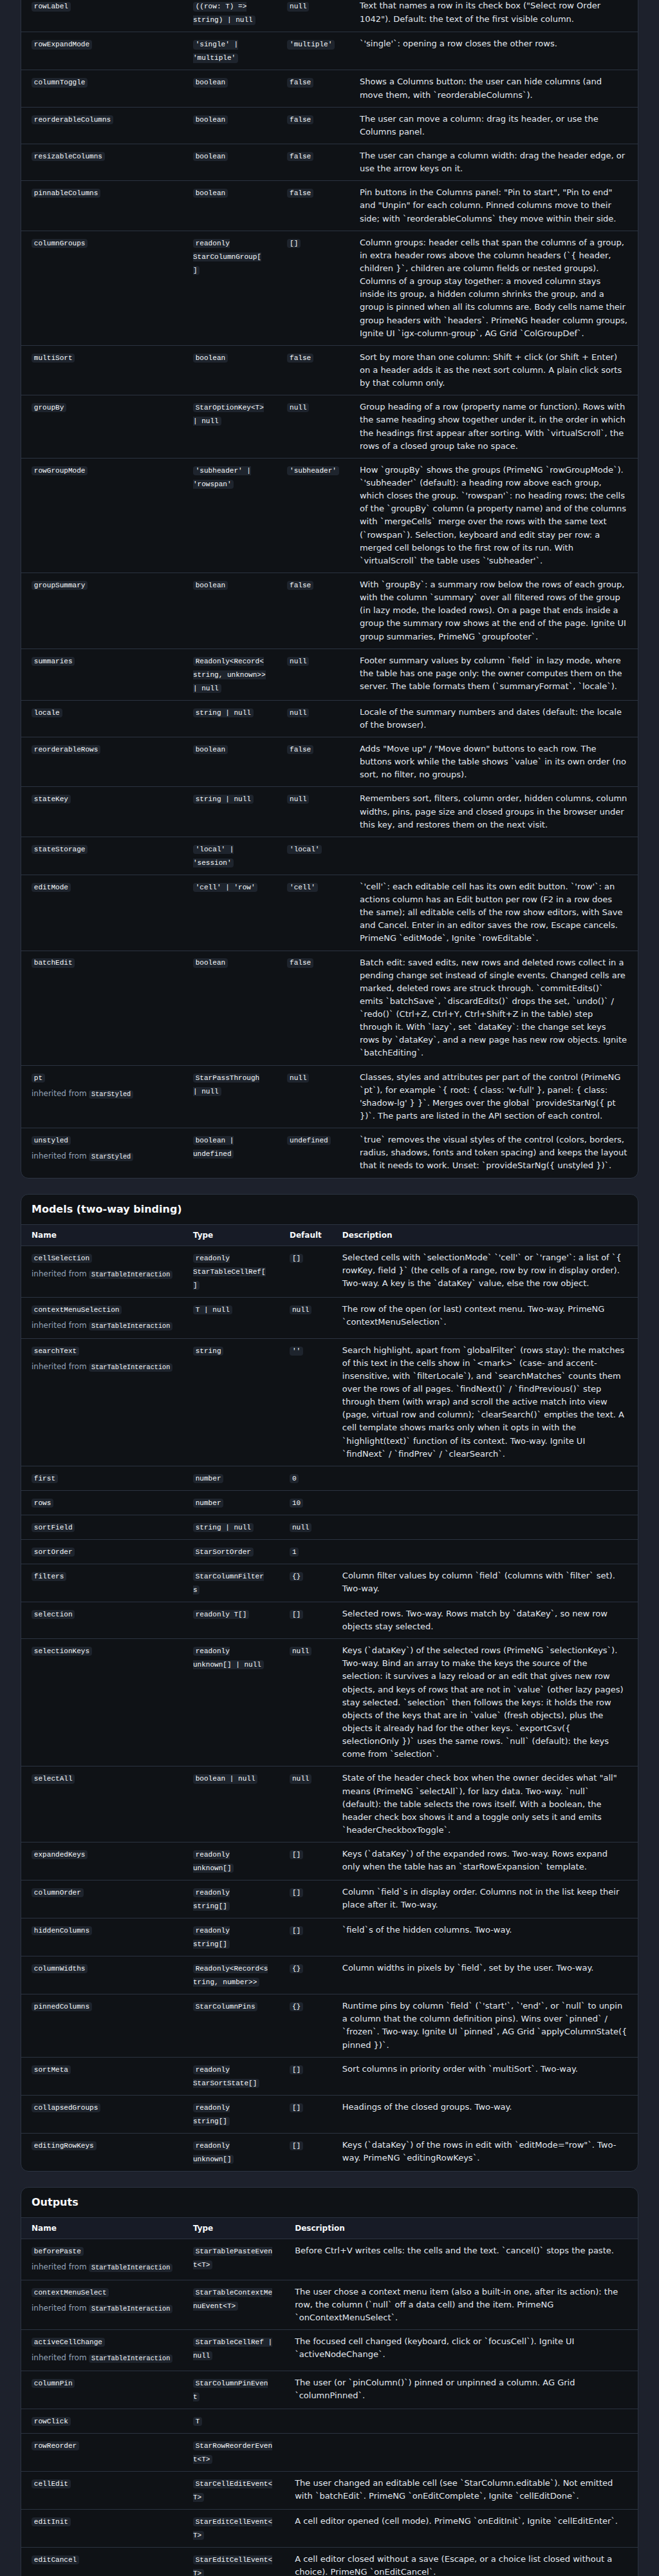 rowLabel ((row: T) => null Text that names a row in its check box ("Select row Order
string) | null 1042"). Default: the text of the first visible column.
rowExpandMode 'single' | 'multiple' `'single'`: opening a row closes the other rows.
'multiple'
columnToggle boolean false Shows a Columns button: the user can hide columns (and
move them, with `reorderableColumns`).
reorderableColumns boolean false The user can move a column: drag its header, or use the
Columns panel.
resizableColumns boolean false The user can change a column width: drag the header edge, or
use the arrow keys on it.
pinnableColumns boolean false Pin buttons in the Columns panel: "Pin to start", "Pin to end"
and "Unpin" for each column. Pinned columns move to their
side; with `reorderableColumns` they move within their side.
columnGroups readonly [] Column groups: header cells that span the columns of a group,
StarColumnGroup[ in extra header rows above the column headers (`{ header,
] children }`, children are column fields or nested groups).
Columns of a group stay together: a moved column stays
inside its group, a hidden column shrinks the group, and a
group is pinned when all its columns are. Body cells name their
group headers with `headers`. PrimeNG header column groups,
Ignite UI `igx-column-group`, AG Grid `ColGroupDef`.
multiSort boolean false Sort by more than one column: Shift + click (or Shift + Enter)
on a header adds it as the next sort column. A plain click sorts
by that column only.
groupBy StarOptionKey<T> null Group heading of a row (property name or function). Rows with
| null the same heading show together under it, in the order in which
the headings first appear after sorting. With `virtualScroll`, the
rows of a closed group take no space.
rowGroupMode 'subheader' | 'subheader' How `groupBy` shows the groups (PrimeNG `rowGroupMode`).
'rowspan' `'subheader'` (default): a heading row above each group,
which closes the group. `'rowspan'`: no heading rows; the cells
of the `groupBy` column (a property name) and of the columns
with `mergeCells` merge over the rows with the same text
(`rowspan`). Selection, keyboard and edit stay per row: a
merged cell belongs to the first row of its run. With
`virtualScroll` the table uses `'subheader'`.
groupSummary boolean false With `groupBy`: a summary row below the rows of each group,
with the column `summary` over all filtered rows of the group
(in lazy mode, the loaded rows). On a page that ends inside a
group the summary row shows at the end of the page. Ignite UI
group summaries, PrimeNG `groupfooter`.
summaries Readonly<Record< null Footer summary values by column `field` in lazy mode, where
string, unknown>> the table has one page only: the owner computes them on the
| null server. The table formats them (`summaryFormat`, `locale`).
locale string | null null Locale of the summary numbers and dates (default: the locale
of the browser).
reorderableRows boolean false Adds "Move up" / "Move down" buttons to each row. The
buttons work while the table shows `value` in its own order (no
sort, no filter, no groups).
stateKey string | null null Remembers sort, filters, column order, hidden columns, column
widths, pins, page size and closed groups in the browser under
this key, and restores them on the next visit.
stateStorage 'local' | 'local'
'session'
editMode 'cell' | 'row' 'cell' `'cell'`: each editable cell has its own edit button. `'row'`: an
actions column has an Edit button per row (F2 in a row does
the same); all editable cells of the row show editors, with Save
and Cancel. Enter in an editor saves the row, Escape cancels.
PrimeNG `editMode`, Ignite `rowEditable`.
batchEdit boolean false Batch edit: saved edits, new rows and deleted rows collect in a
pending change set instead of single events. Changed cells are
marked, deleted rows are struck through. `commitEdits()`
emits `batchSave`, `discardEdits()` drops the set, `undo()` /
`redo()` (Ctrl+Z, Ctrl+Y, Ctrl+Shift+Z in the table) step
through it. With `lazy`, set `dataKey`: the change set keys
rows by `dataKey`, and a new page has new row objects. Ignite
`batchEditing`.
pt StarPassThrough null Classes, styles and attributes per part of the control (PrimeNG
inherited from StarStyled | null `pt`), for example `{ root: { class: 'w-full' }, panel: { class:
'shadow-lg' } }`. Merges over the global `provideStarNg({ pt
})`. The parts are listed in the API section of each control.
unstyled boolean | undefined `true` removes the visual styles of the control (colors, borders,
inherited from StarStyled undefined radius, shadows, fonts and token spacing) and keeps the layout
that it needs to work. Unset: `provideStarNg({ unstyled })`.
Models (two-way binding)
Name Type Default Description
cellSelection readonly [] Selected cells with `selectionMode` `'cell'` or `'range'`: a list of `{
inherited from StarTableInteraction StarTableCellRef[ rowKey, field }` (the cells of a range, row by row in display order).
] Two-way. A key is the `dataKey` value, else the row object.
contextMenuSelection T | null null The row of the open (or last) context menu. Two-way. PrimeNG
inherited from StarTableInteraction `contextMenuSelection`.
searchText string '' Search highlight, apart from `globalFilter` (rows stay): the matches
inherited from StarTableInteraction of this text in the cells show in `<mark>` (case- and accent-
insensitive, with `filterLocale`), and `searchMatches` counts them
over the rows of all pages. `findNext()` / `findPrevious()` step
through them (with wrap) and scroll the active match into view
(page, virtual row and column); `clearSearch()` empties the text. A
cell template shows marks only when it opts in with the
`highlight(text)` function of its context. Two-way. Ignite UI
`findNext` / `findPrev` / `clearSearch`.
first number 0
rows number 10
sortField string | null null
sortOrder StarSortOrder 1
filters StarColumnFilter {} Column filter values by column `field` (columns with `filter` set).
s Two-way.
selection readonly T[] [] Selected rows. Two-way. Rows match by `dataKey`, so new row
objects stay selected.
selectionKeys readonly null Keys (`dataKey`) of the selected rows (PrimeNG `selectionKeys`).
unknown[] | null Two-way. Bind an array to make the keys the source of the
selection: it survives a lazy reload or an edit that gives new row
objects, and keys of rows that are not in `value` (other lazy pages)
stay selected. `selection` then follows the keys: it holds the row
objects of the keys that are in `value` (fresh objects), plus the
objects it already had for the other keys. `exportCsv({
selectionOnly })` uses the same rows. `null` (default): the keys
come from `selection`.
selectAll boolean | null null State of the header check box when the owner decides what "all"
means (PrimeNG `selectAll`), for lazy data. Two-way. `null`
(default): the table selects the rows itself. With a boolean, the
header check box shows it and a toggle only sets it and emits
`headerCheckboxToggle`.
expandedKeys readonly [] Keys (`dataKey`) of the expanded rows. Two-way. Rows expand
unknown[] only when the table has an `starRowExpansion` template.
columnOrder readonly [] Column `field`s in display order. Columns not in the list keep their
string[] place after it. Two-way.
hiddenColumns readonly [] `field`s of the hidden columns. Two-way.
string[]
columnWidths Readonly<Record<s {} Column widths in pixels by `field`, set by the user. Two-way.
tring, number>>
pinnedColumns StarColumnPins {} Runtime pins by column `field` (`'start'`, `'end'`, or `null` to unpin
a column that the column definition pins). Wins over `pinned` /
`frozen`. Two-way. Ignite UI `pinned`, AG Grid `applyColumnState({
pinned })`.
sortMeta readonly [] Sort columns in priority order with `multiSort`. Two-way.
StarSortState[]
collapsedGroups readonly [] Headings of the closed groups. Two-way.
string[]
editingRowKeys readonly [] Keys (`dataKey`) of the rows in edit with `editMode="row"`. Two-
unknown[] way. PrimeNG `editingRowKeys`.
Outputs
Name Type Description
beforePaste StarTablePasteEven Before Ctrl+V writes cells: the cells and the text. `cancel()` stops the paste.
inherited from StarTableInteraction t<T>
contextMenuSelect StarTableContextMe The user chose a context menu item (also a built-in one, after its action): the
inherited from StarTableInteraction nuEvent<T> row, the column (`null` off a data cell) and the item. PrimeNG
`onContextMenuSelect`.
activeCellChange StarTableCellRef | The focused cell changed (keyboard, click or `focusCell`). Ignite UI
inherited from StarTableInteraction null `activeNodeChange`.
columnPin StarColumnPinEven The user (or `pinColumn()`) pinned or unpinned a column. AG Grid
t `columnPinned`.
rowClick T
rowReorder StarRowReorderEven
t<T>
cellEdit StarCellEditEvent< The user changed an editable cell (see `StarColumn.editable`). Not emitted
T> with `batchEdit`. PrimeNG `onEditComplete`, Ignite `cellEditDone`.
editInit StarEditCellEvent< A cell editor opened (cell mode). PrimeNG `onEditInit`, Ignite `cellEditEnter`.
T>
editCancel StarEditCellEvent< A cell editor closed without a save (Escape, or a choice list closed without a
T> choice). PrimeNG `onEditCancel`.